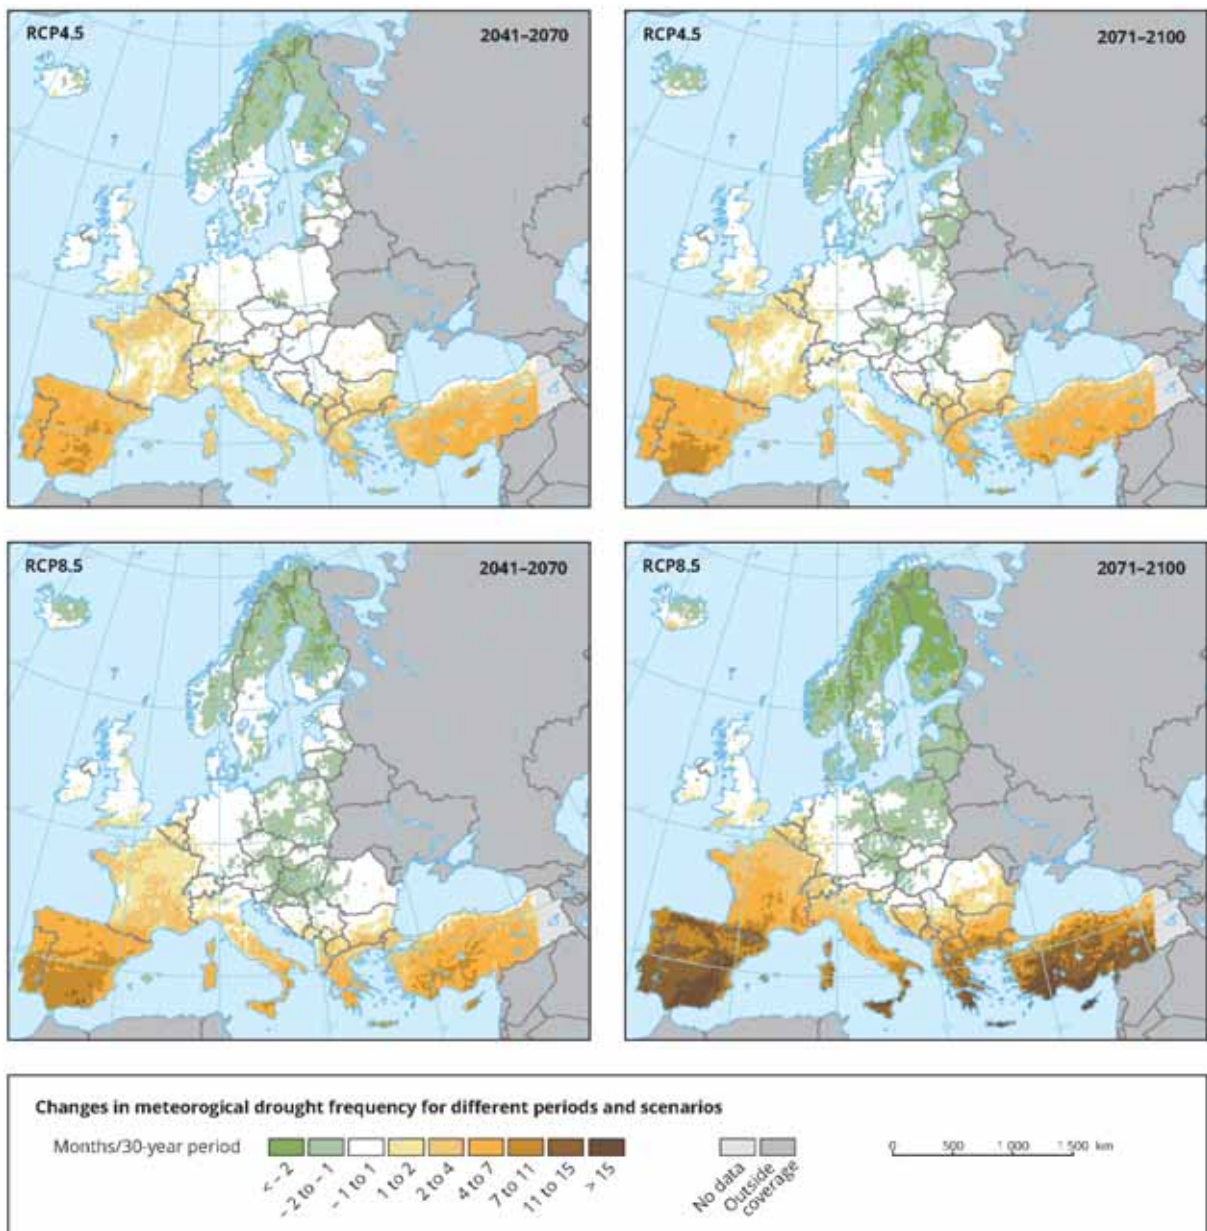 RCP4.5 2041–2070
RCP4.5 2071–2100
RCP8.5 2041–2070
RCP8.5 2071–2100
Changes in meteorogical drought frequency for different periods and scenarios
Months/30-year period
< – 2
– 2 to – 1
– 1 to 1
1 to 2
2 to 4
4 to 7
7 to 11
11 to 15
> 15
No data
Outside
coverage
0 500 1 000 1 500 km